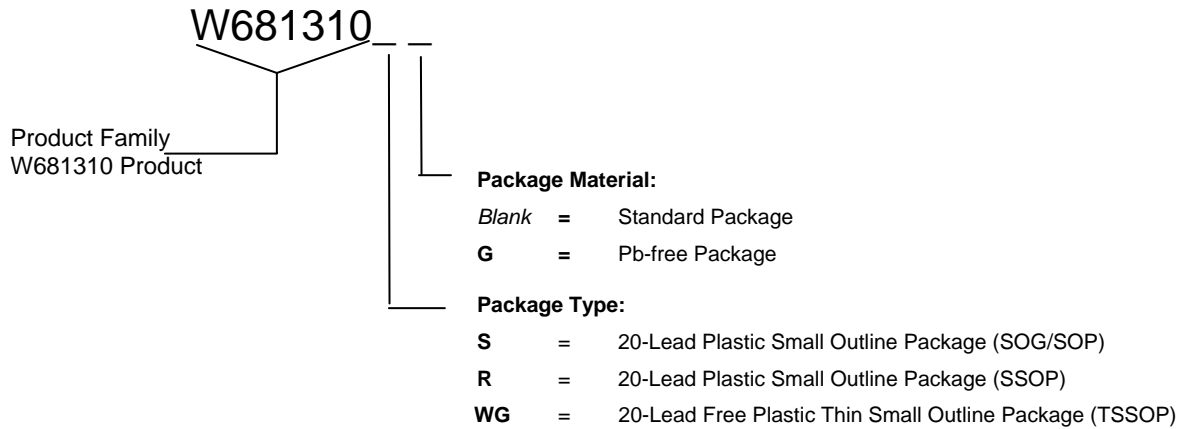 W681310_ _
Product Family
W681310 Product
Package Material:
Blank = Standard Package
G = Pb-free Package
Package Type:
S = 20-Lead Plastic Small Outline Package (SOG/SOP)
R = 20-Lead Plastic Small Outline Package (SSOP)
WG = 20-Lead Free Plastic Thin Small Outline Package (TSSOP)